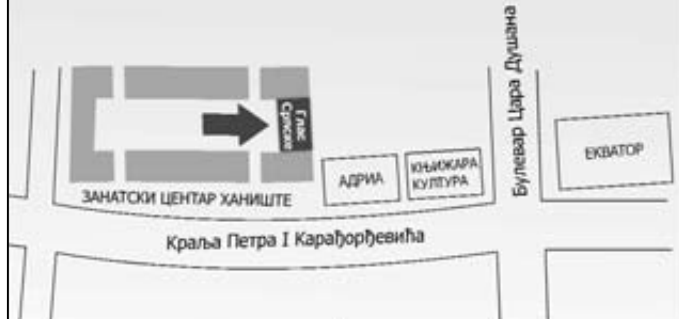 Глас
Српске
Булевар Цара Душана
АДРИА
КЊИЖАРА
КУЛТУРА
ЕКВАТОР
ЗАНАТСКИ ЦЕНТАР ХАНИШТЕ
Краља Петра I Карађорђевића